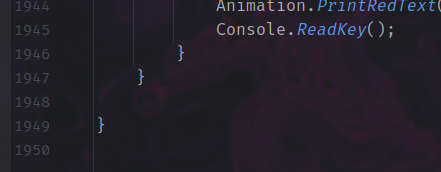 1944 Animation.PrintRedText(
1945 Console.ReadKey();
1946 }
1947 }
1948
1949 }
1950